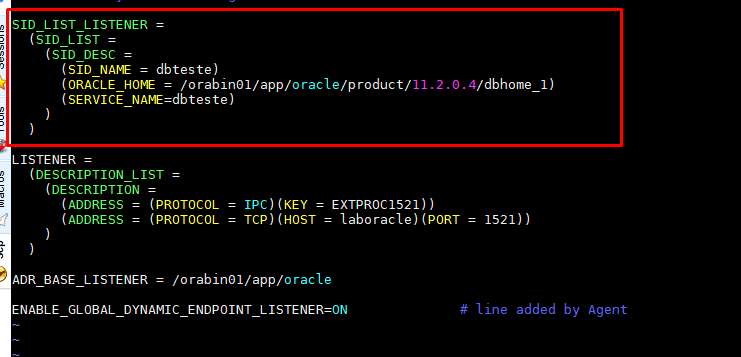 Sessions
Tools
Macros
Scp
SID_LIST_LISTENER =
  (SID_LIST =
    (SID_DESC =
      (SID_NAME = dbteste)
      (ORACLE_HOME = /orabin01/app/oracle/product/11.2.0.4/dbhome_1)
      (SERVICE_NAME=dbteste)
    )
  )
LISTENER =
  (DESCRIPTION_LIST =
    (DESCRIPTION =
      (ADDRESS = (PROTOCOL = IPC)(KEY = EXTPROC1521))
      (ADDRESS = (PROTOCOL = TCP)(HOST = laboracle)(PORT = 1521))
    )
  )
ADR_BASE_LISTENER = /orabin01/app/oracle
ENABLE_GLOBAL_DYNAMIC_ENDPOINT_LISTENER=ON              # line added by Agent
~
~
~